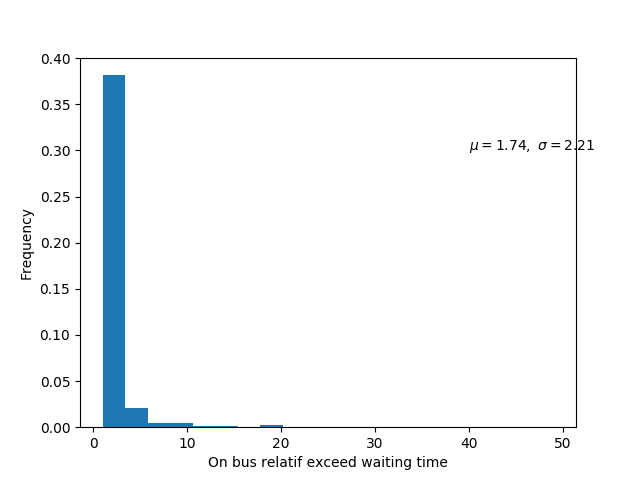 0.40
0.35
0.30
0.25
0.20
0.15
0.10
0.05
0.00
Frequency
μ = 1.74, σ = 2.21
0 10 20 30 40 50
On bus relatif exceed waiting time